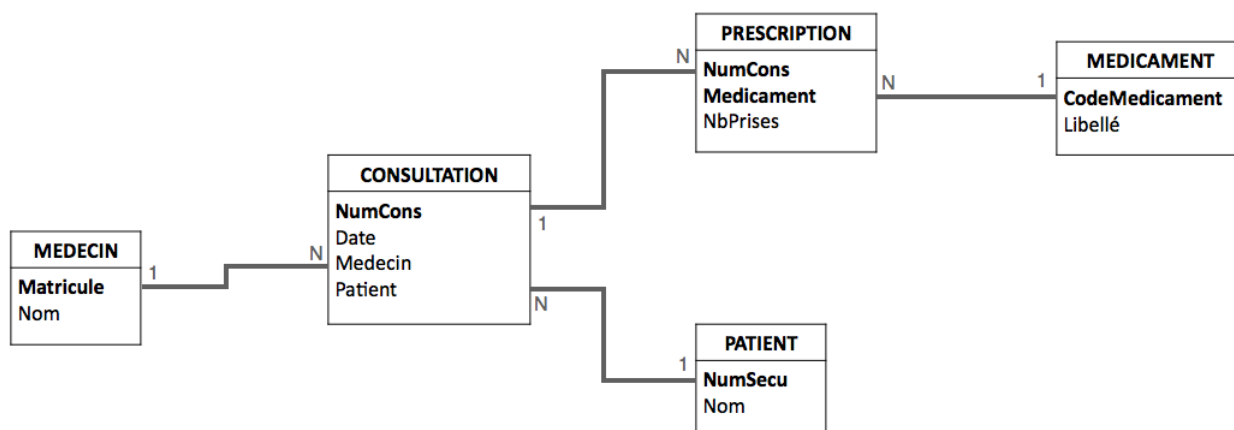 PRESCRIPTION
NumCons
Medicament
NbPrises
MEDICAMENT
CodeMedicament
Libellé
CONSULTATION
NumCons
Date
Medecin
Patient
MEDECIN
Matricule
Nom
PATIENT
NumSecu
Nom
N
N
1
1
N
1
N
1